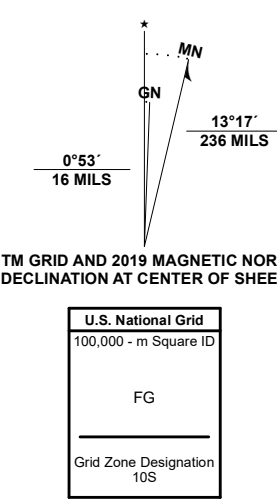 ★
MN
GN
13°17´
236 MILS
0°53´
16 MILS
TM GRID AND 2019 MAGNETIC NOR
DECLINATION AT CENTER OF SHEE
U.S. National Grid
100,000 - m Square ID
FG
Grid Zone Designation
10S